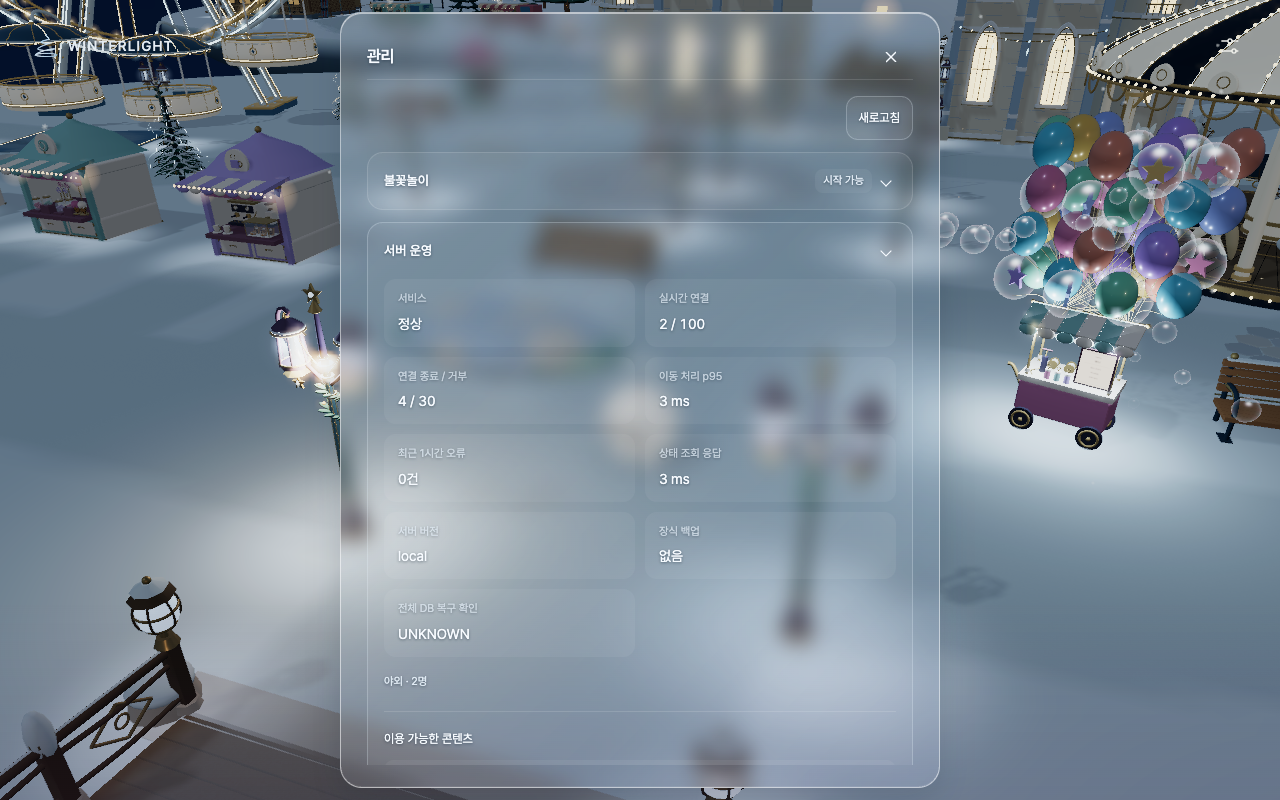 WINTERLIGHT
관리
새로고침
불꽃놀이
시작 가능
서버 운영
서비스
정상
실시간 연결
2 / 100
연결 종료 / 거부
4 / 30
이동 처리 p95
3 ms
최근 1시간 오류
0건
상태 조회 응답
3 ms
서버 버전
local
장식 백업
없음
전체 DB 복구 확인
UNKNOWN
야외 · 2명
이용 가능한 콘텐츠